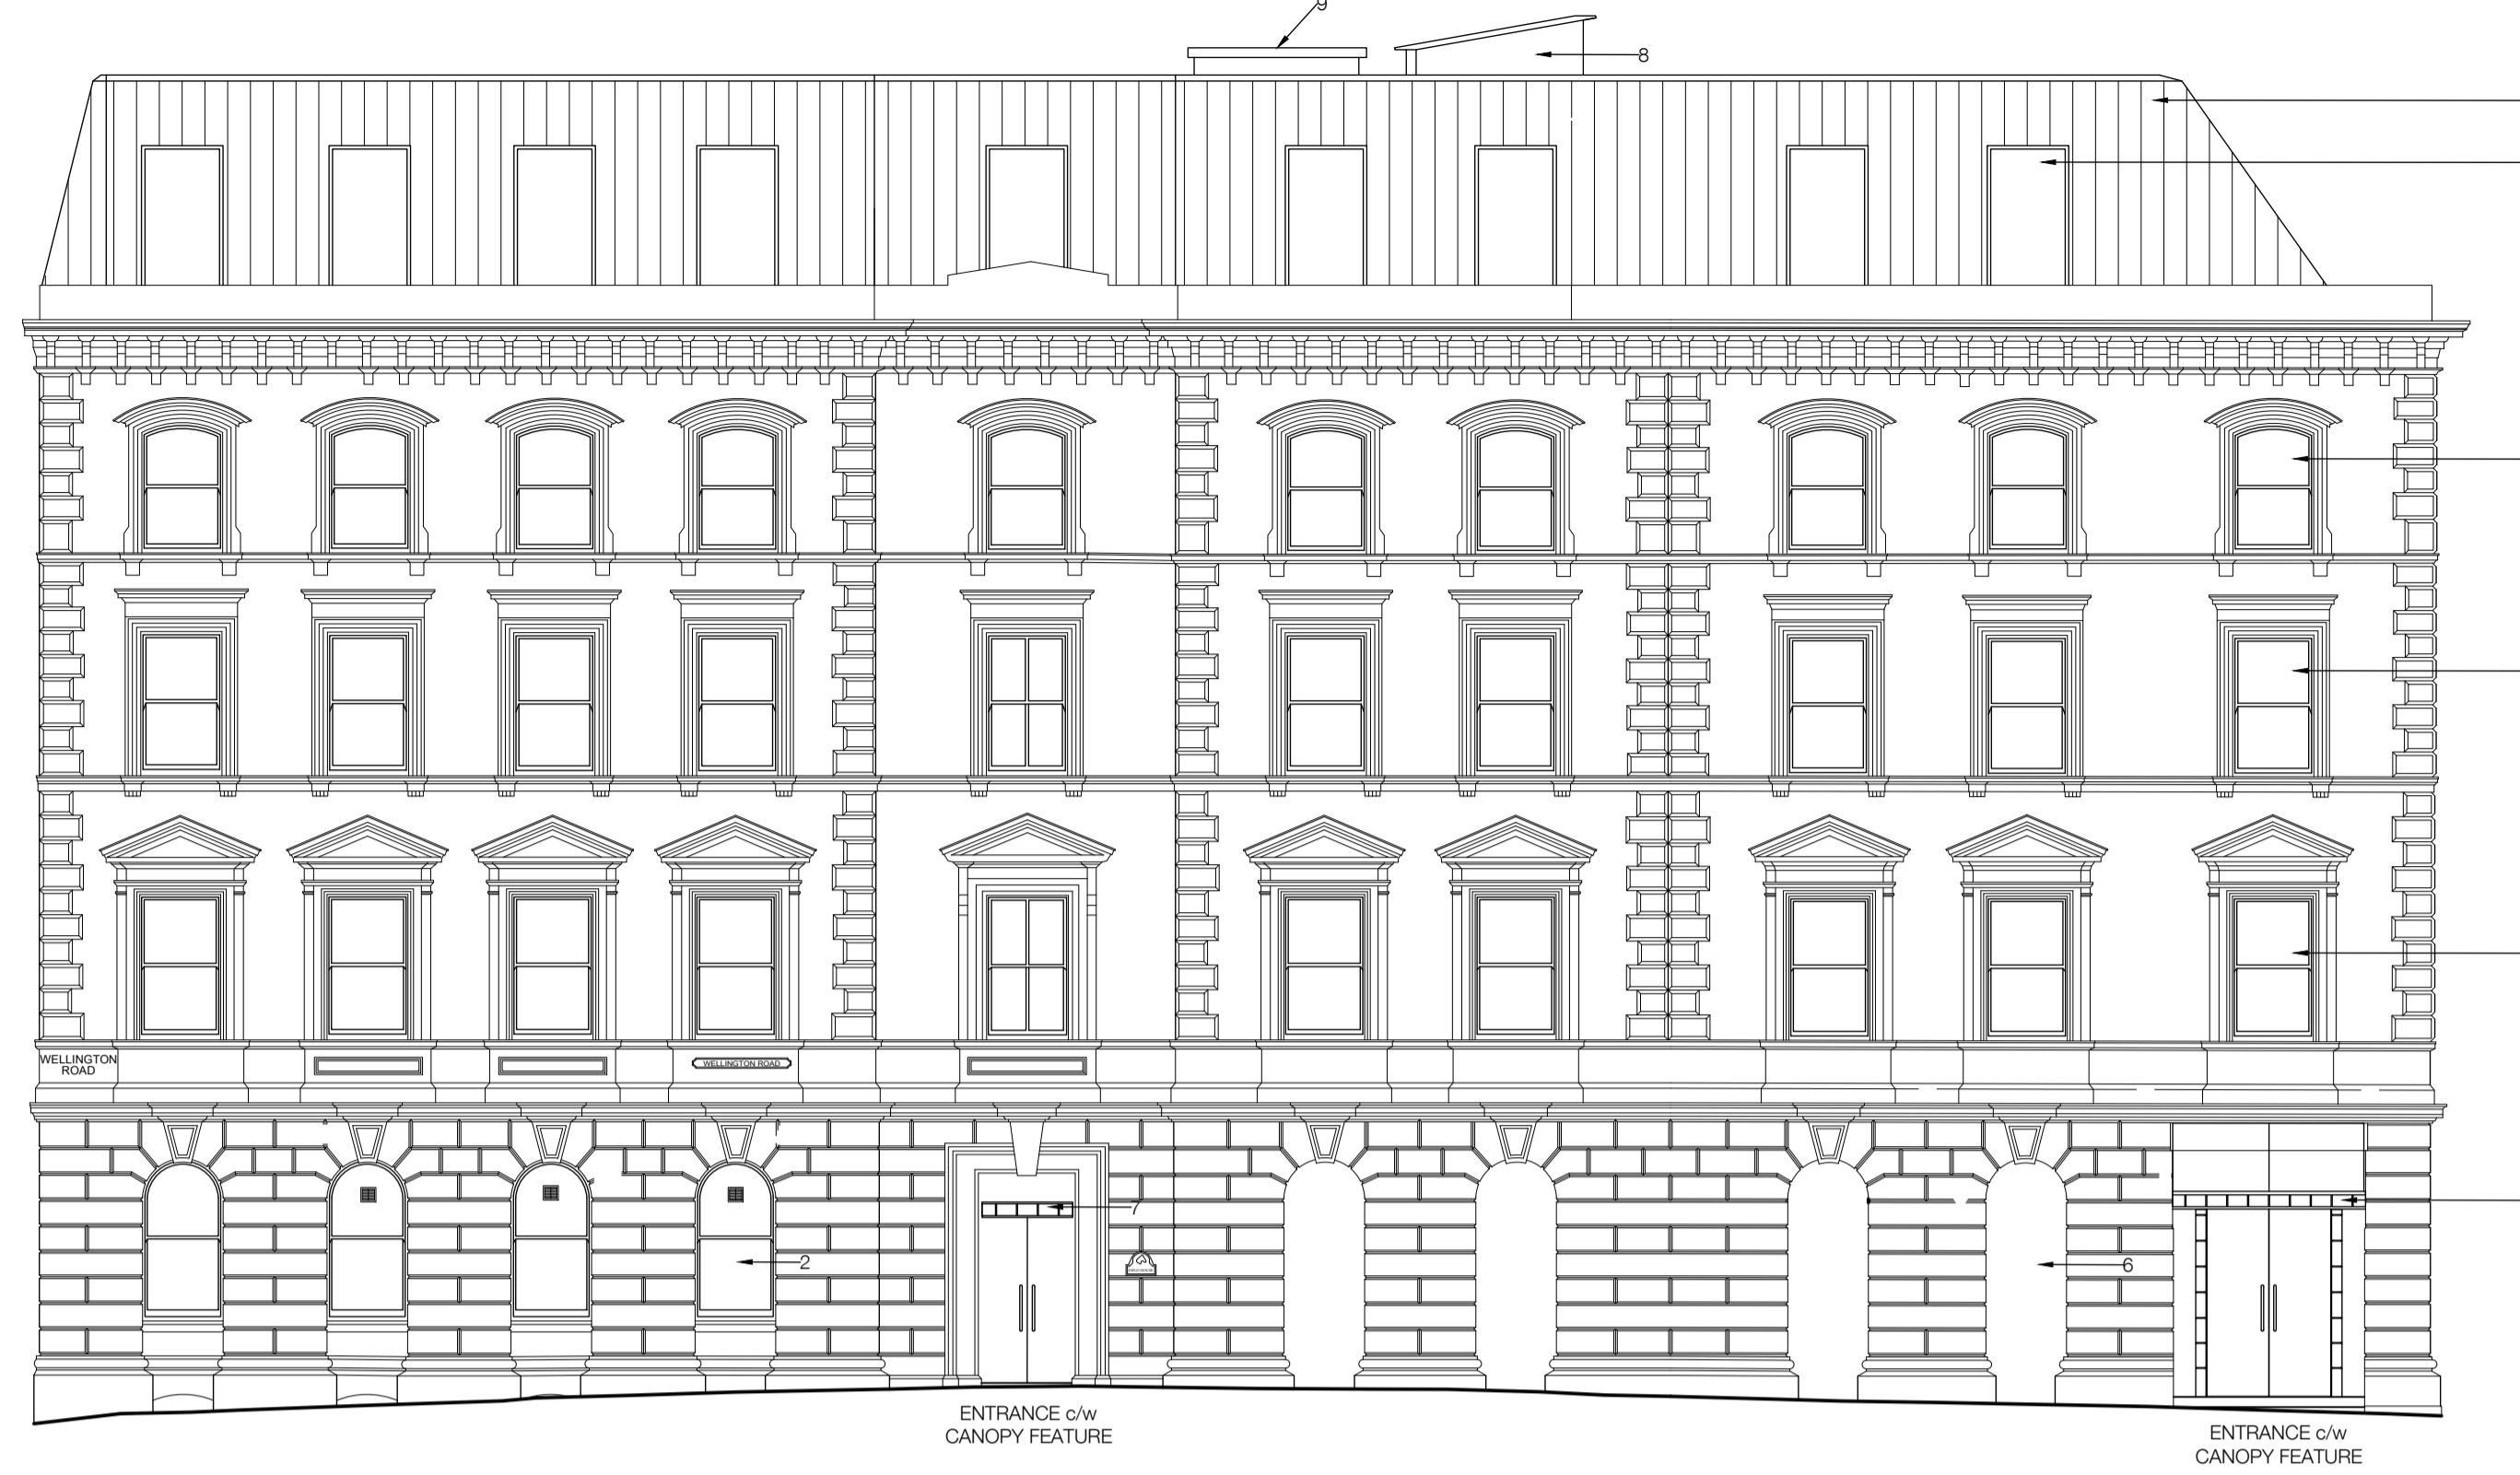 9
8
WELLINGTON
ROAD
WELLINGTON ROAD
7
2
6
ENTRANCE c/w
CANOPY FEATURE
ENTRANCE c/w
CANOPY FEATURE